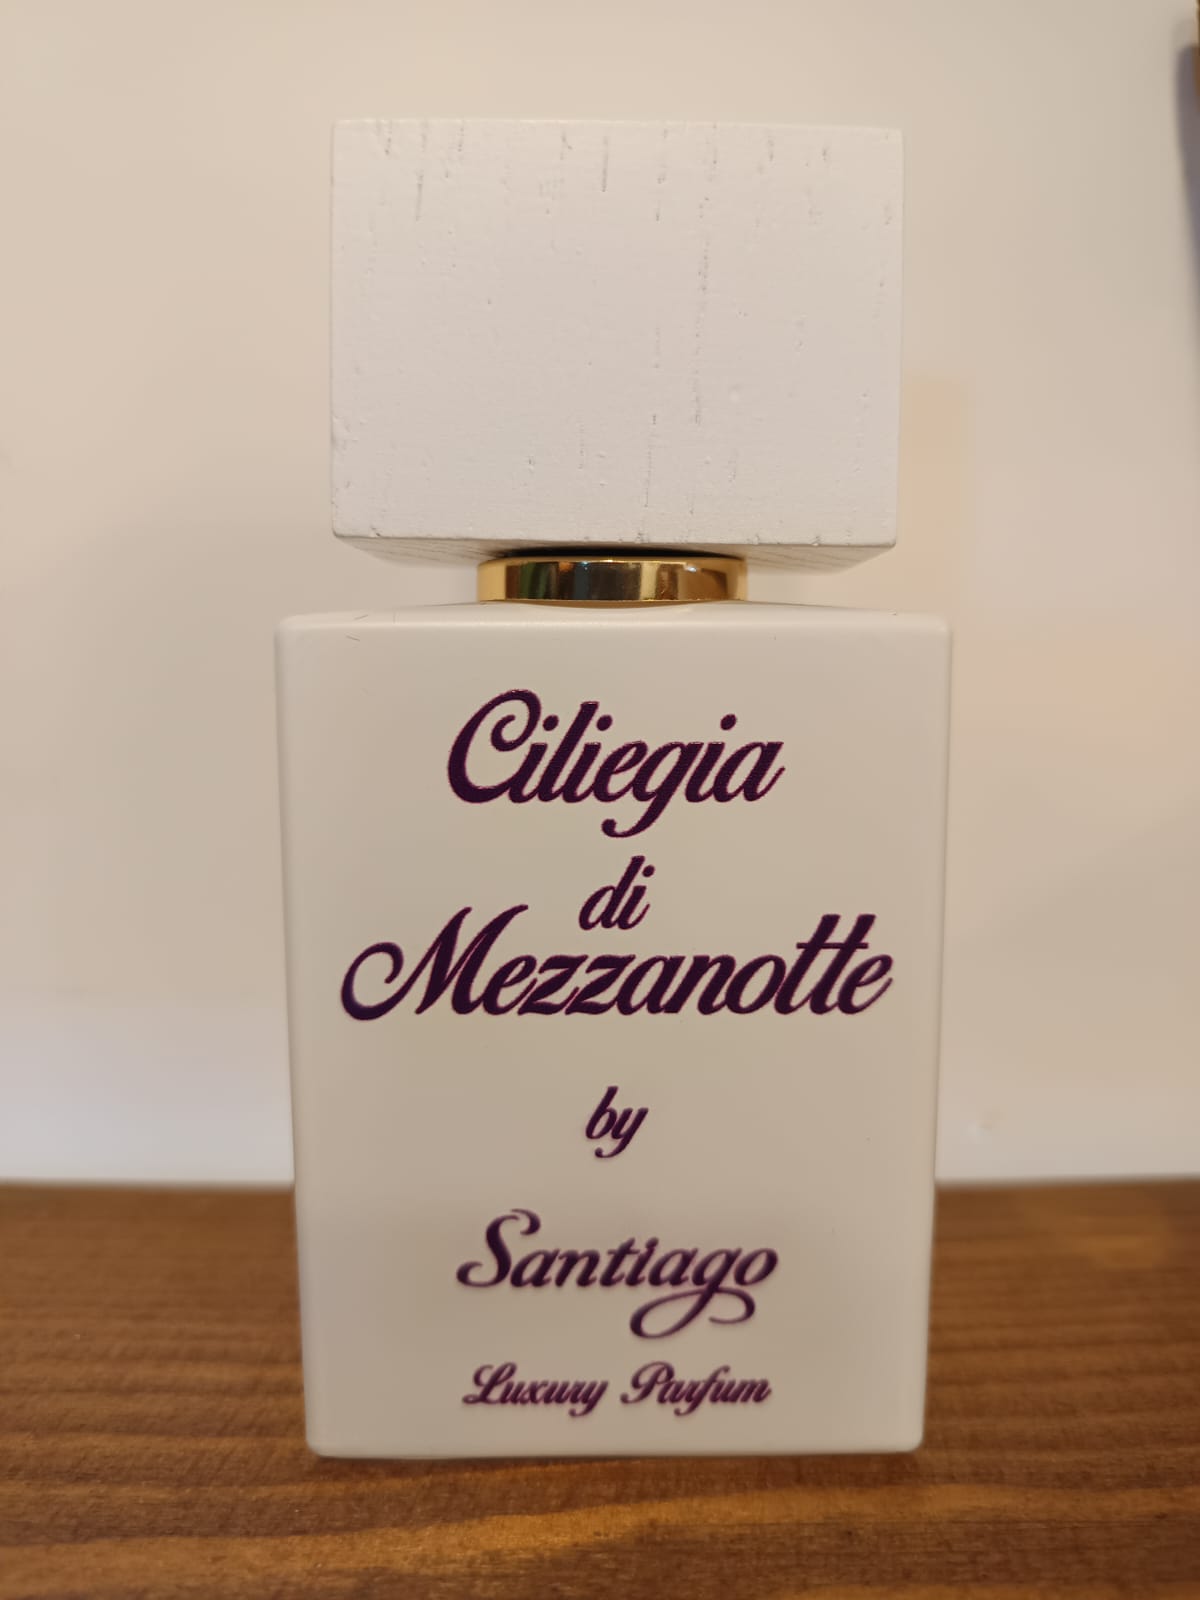 Ciliegia
di
Mezzanotte
by
Santiago
Luxury Parfum